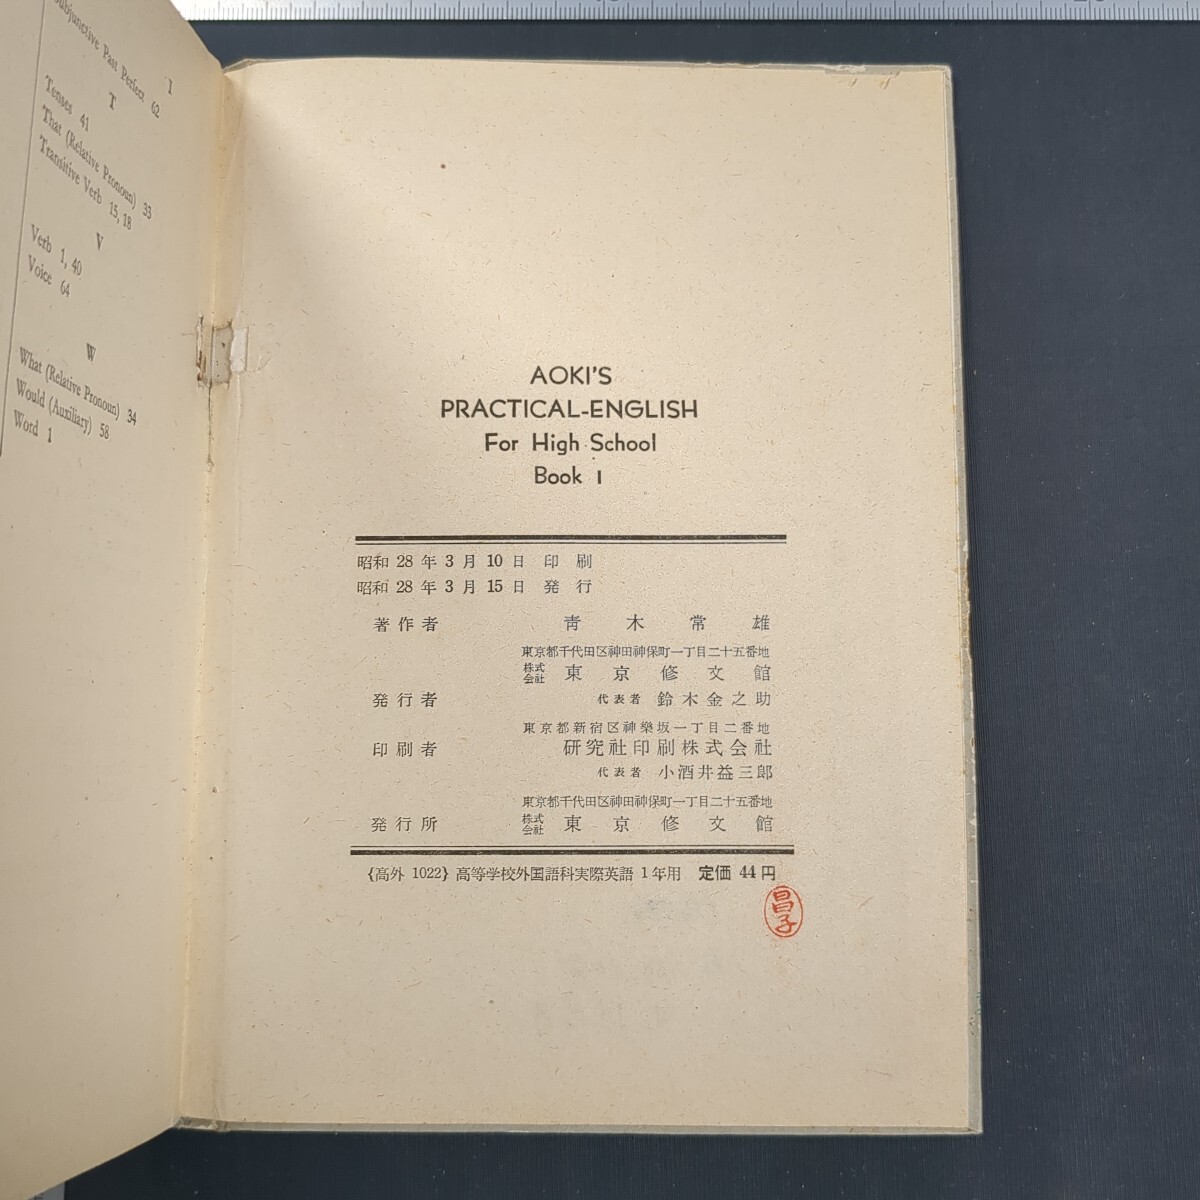 Subjunctive Past Perfect 62
T
Tenses 41
That (Relative Pronoun) 33
Transitive Verb 15, 18
V
Verb 1, 40
Voice 64
W
What (Relative Pronoun) 34
Would (Auxiliary) 58
Word 1
AOKI'S
PRACTICAL-ENGLISH
For High School
Book I
昭和 28 年 3 月 10 日 印 刷
昭和 28 年 3 月 15 日 発 行
著作者 青木常雄
東京都千代田区神田神保町一丁目二十五番地
株式会社 東京修文館
発行者 代表者 鈴木金之助
東京都新宿区神樂坂一丁目二番地
印刷者 研究社印刷株式会社
代表者 小酒井益三郎
東京都千代田区神田神保町一丁目二十五番地
発行所 株式会社 東京修文館
{高外 1022} 高等学校外国語科実際英語 1年用 定価 44円
昌子